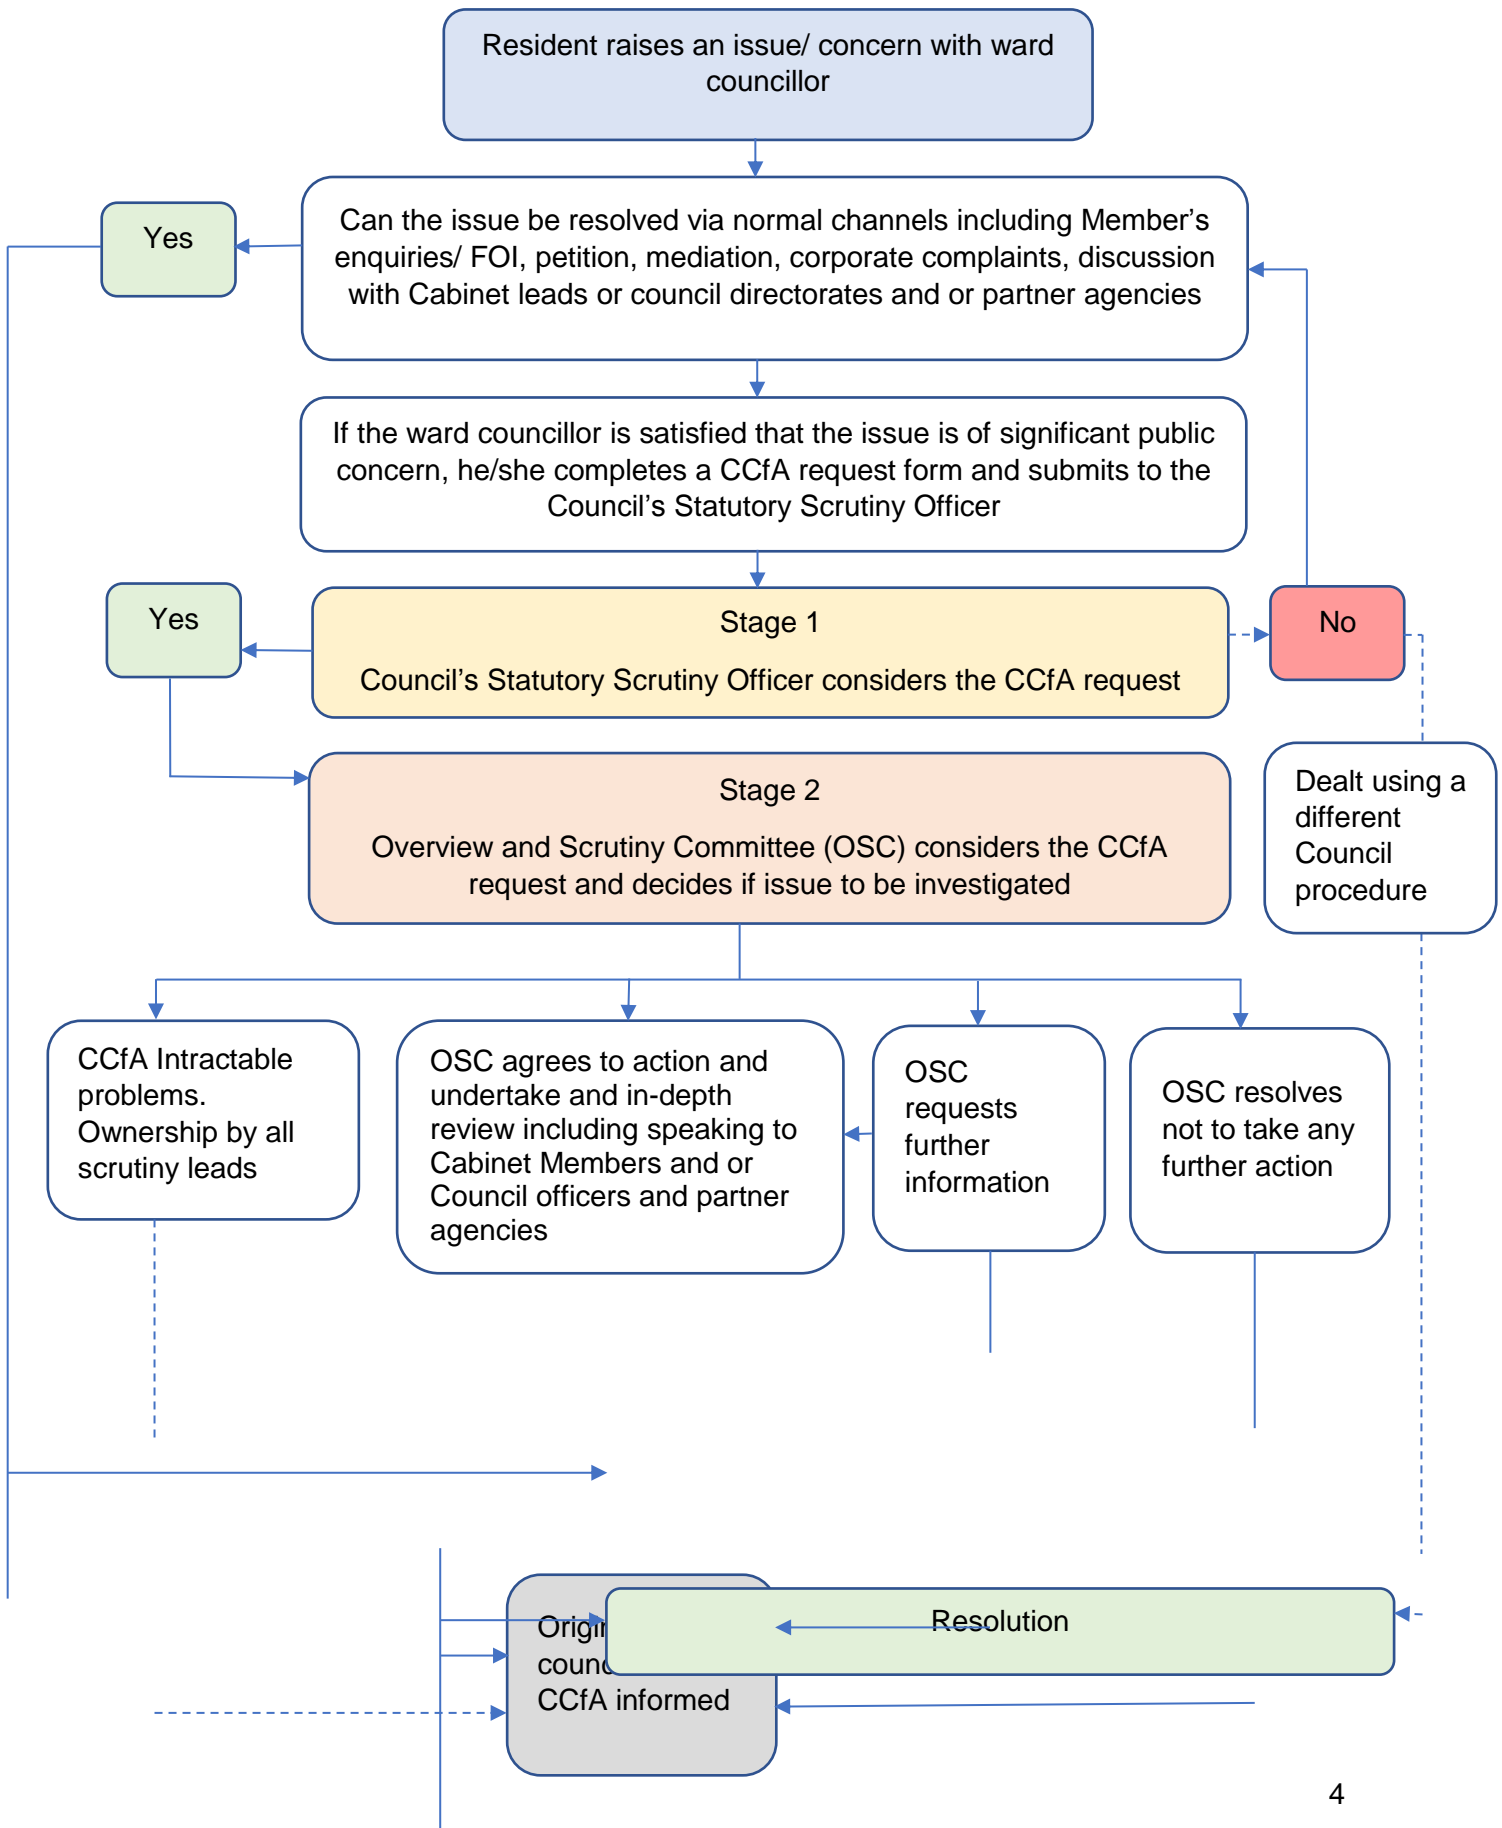 Resident raises an issue/ concern with ward
councillor
Yes
Can the issue be resolved via normal channels including Member’s
enquiries/ FOI, petition, mediation, corporate complaints, discussion
with Cabinet leads or council directorates and or partner agencies
If the ward councillor is satisfied that the issue is of significant public
concern, he/she completes a CCfA request form and submits to the
Council’s Statutory Scrutiny Officer
Yes
Stage 1
Council’s Statutory Scrutiny Officer considers the CCfA request
No
Stage 2
Overview and Scrutiny Committee (OSC) considers the CCfA
request and decides if issue to be investigated
Dealt using a
different
Council
procedure
CCfA Intractable
problems.
Ownership by all
scrutiny leads
OSC agrees to action and
undertake and in-depth
review including speaking to
Cabinet Members and or
Council officers and partner
agencies
OSC
requests
further
information
OSC resolves
not to take any
further action
Resolution
CCfA informed
4